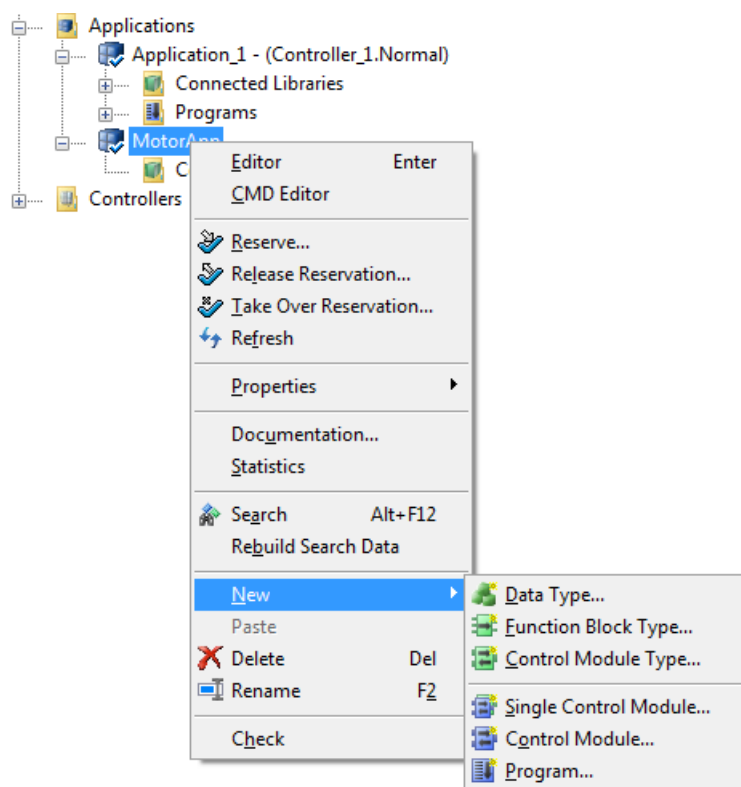 Applications
Application_1 - (Controller_1.Normal)
Connected Libraries
Programs
MotorApp
C
Controllers
Editor Enter
CMD Editor
Reserve...
Release Reservation...
Take Over Reservation...
Refresh
Properties
Documentation...
Statistics
Search Alt+F12
Rebuild Search Data
New
Paste
Delete Del
Rename F2
Check
Data Type...
Function Block Type...
Control Module Type...
Single Control Module...
Control Module...
Program...